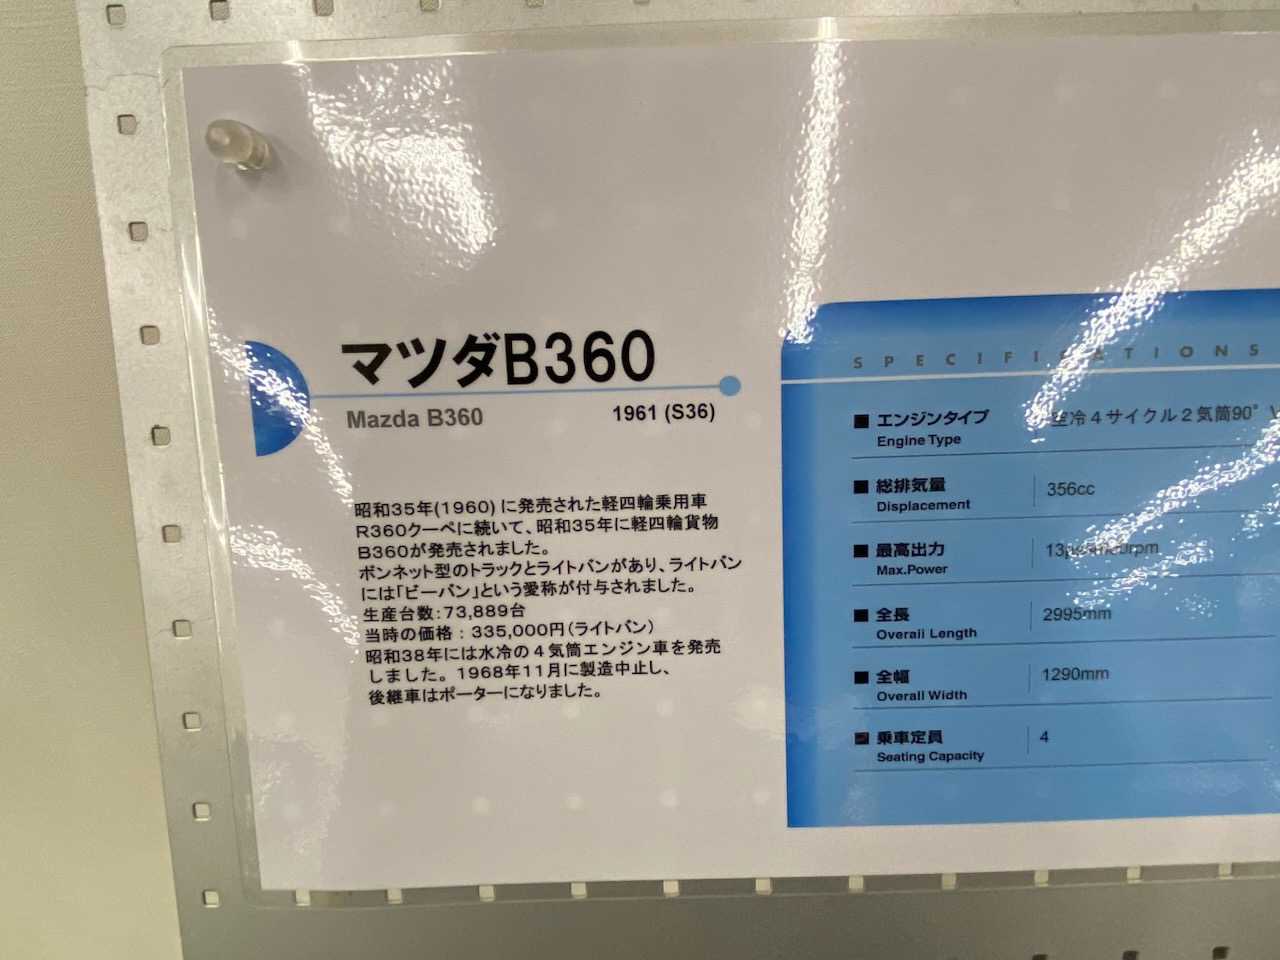 マツダB360
Mazda B360
1961 (S36)
昭和35年(1960) に発売された軽四輪乗用車
R360クーペに続いて、昭和35年に軽四輪貨物
B360が発売されました。
ボンネット型のトラックとライトバンがあり、ライトバン
には「ビーバン」という愛称が付与されました。
生産台数：73,889台
当時の価格：335,000円（ライトバン）
昭和38年には水冷の4気筒エンジン車を発売
しました。1968年11月に製造中止し、
後継車はポーターになりました。
SPECIFICATIONS
■ エンジンタイプ 空冷4サイクル2気筒90°
Engine Type
■ 総排気量 356cc
Displacement
■ 最高出力
Max.Power
■ 全長 2995mm
Overall Length
■ 全幅 1290mm
Overall Width
■ 乗車定員 4
Seating Capacity